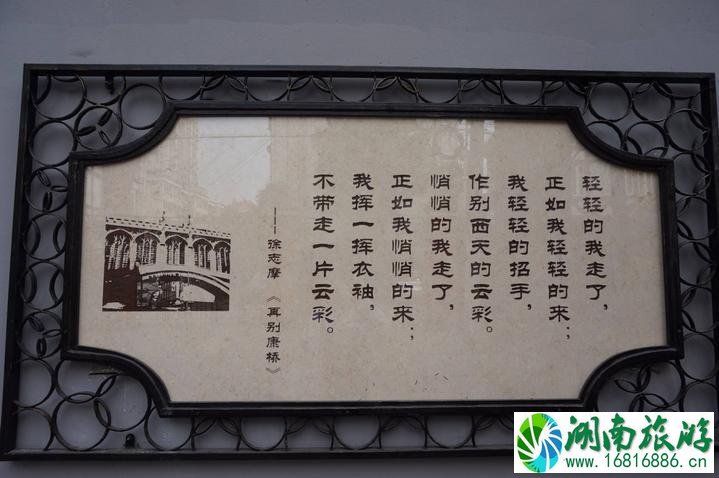 轻轻的我走了，
正如我轻轻的来；
我轻轻的招手，
作别西天的云彩。
悄悄的我走了，
正如我悄悄的来；
我挥一挥衣袖，
不带走一片云彩。
——徐志摩《再别康桥》
湖南旅游
www.16816886.cn